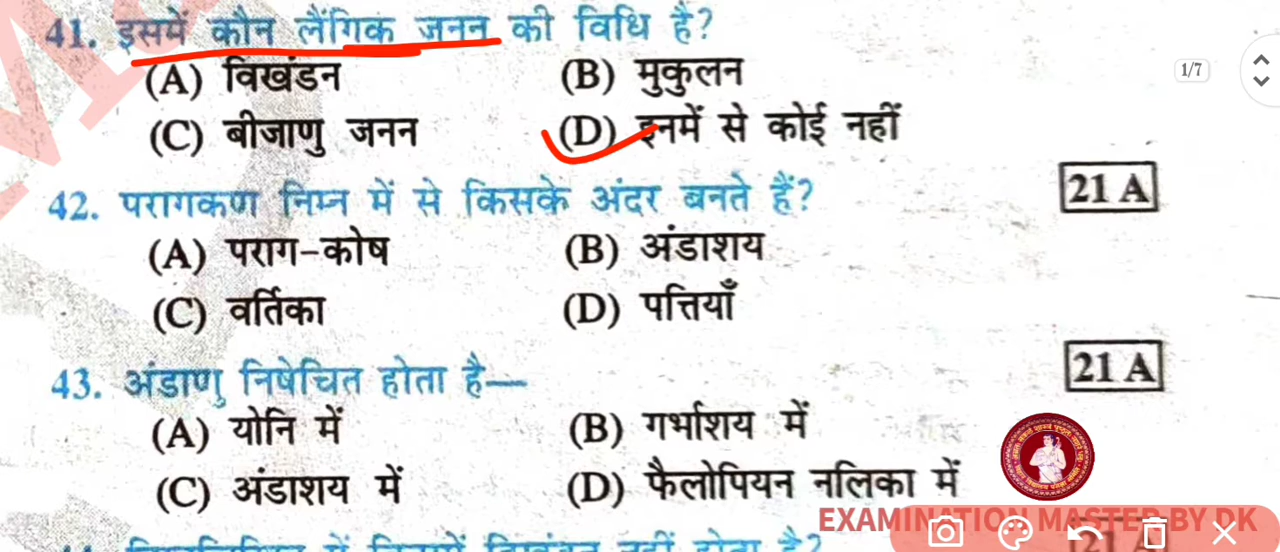 41. इसमें कौन लैंगिक जनन की विधि है?
(A) विखंडन (B) मुकुलन
1/7
(C) बीजाणु जनन (D) इनमें से कोई नहीं
42. परागकण निम्न में से किसके अंदर बनते हैं? 21 A
(A) पराग-कोष (B) अंडाशय
(C) वर्तिका (D) पत्तियाँ
43. अंडाणु निषेचित होता है— 21 A
(A) योनि में (B) गर्भाशय में
(C) अंडाशय में (D) फैलोपियन नलिका में
EXAMINATION MASTER BY DK